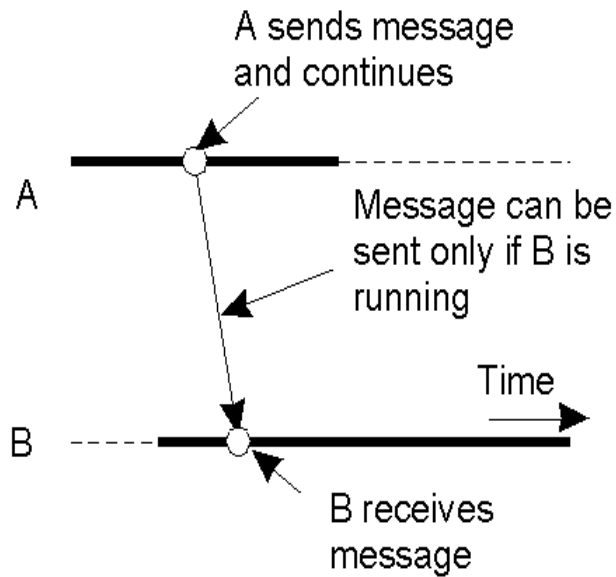 A sends message
and continues
A
Message can be
sent only if B is
running
Time
B
B receives
message